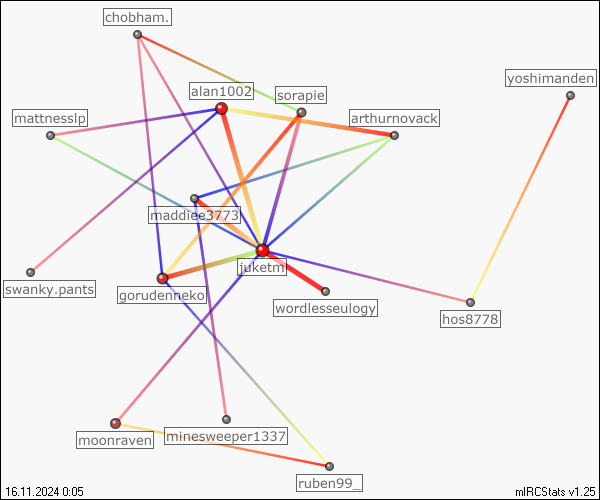 chobham.
yoshimanden
alan1002
sorapie
mattnesslp
arthurnovack
maddiee3773
juketm
swanky.pants
gorudenneko
wordlesseulogy
hos8778
moonraven
minesweeper1337
ruben99_
16.11.2024 0:05
mIRCStats v1.25